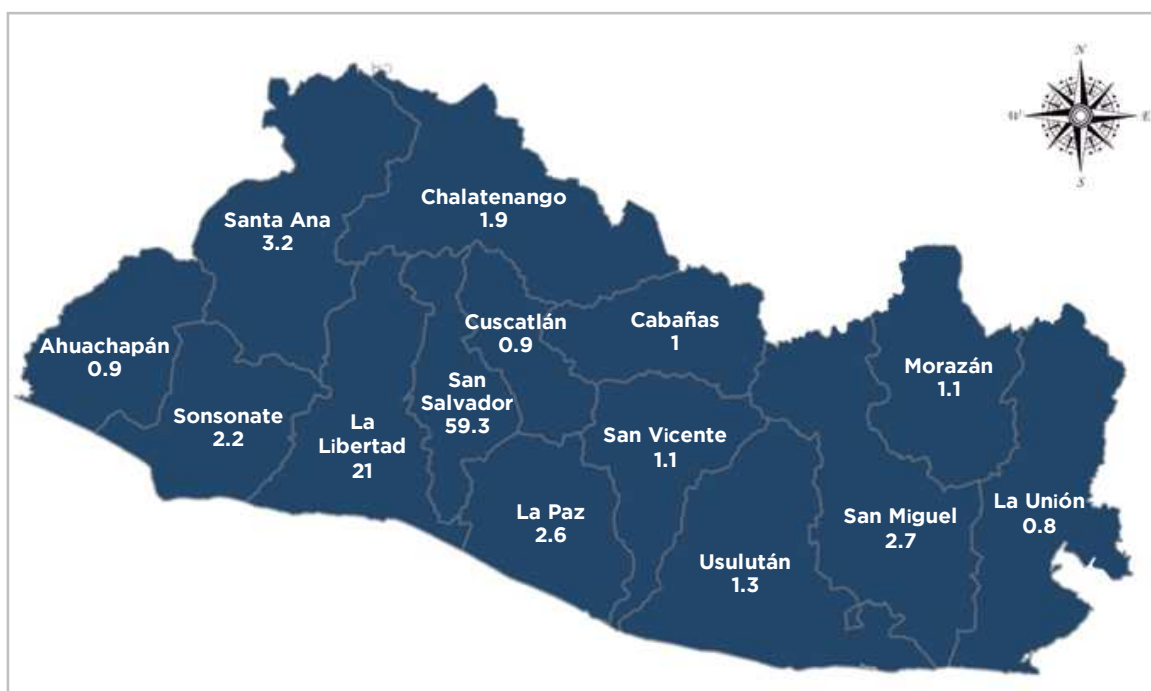 N
W
E
S
Chalatenango
1.9
Santa Ana
3.2
Cuscatlán
0.9
Cabañas
1
Ahuachapán
0.9
Morazán
1.1
San
Salvador
59.3
Sonsonate
2.2
La
Libertad
21
San Vicente
1.1
La Unión
0.8
La Paz
2.6
San Miguel
2.7
Usulután
1.3